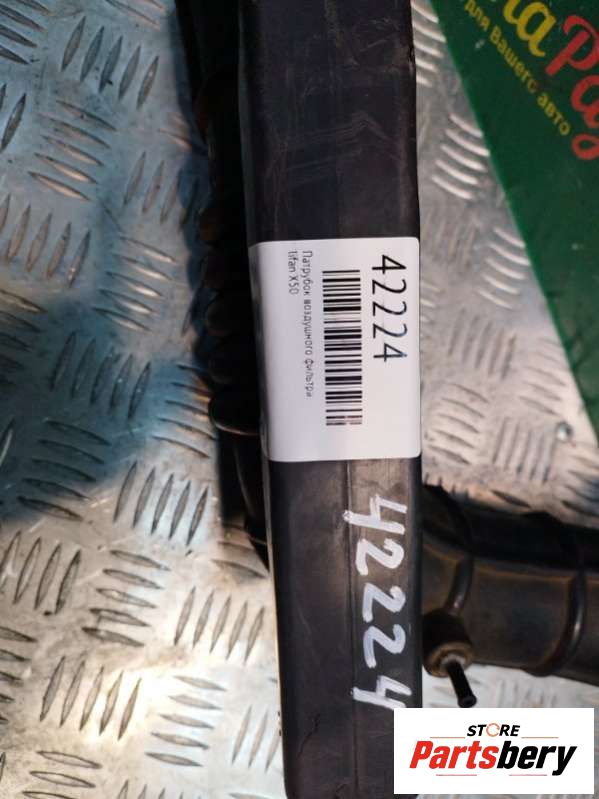 42224
Патрубок воздушного фильтра
lifan X50
42224
для Вашего авто
STORE
Partsbery